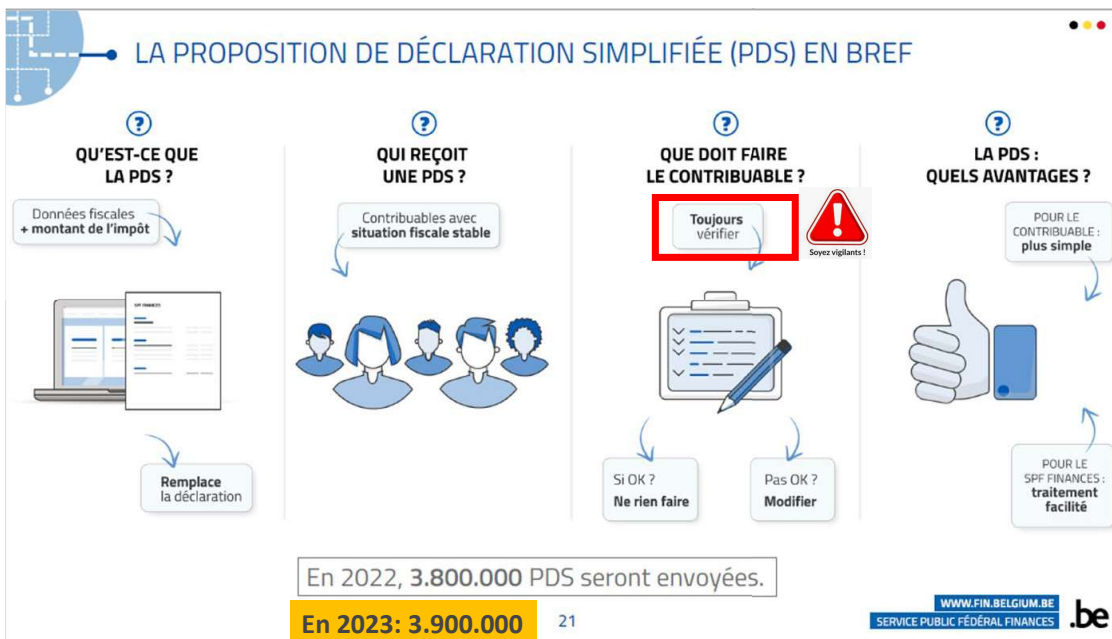 LA PROPOSITION DE DÉCLARATION SIMPLIFIÉE (PDS) EN BREF
?
QU'EST-CE QUE
LA PDS ?
Données fiscales
+ montant de l'impôt
SPF FINANCES
Remplace
la déclaration
?
QUI REÇOIT
UNE PDS ?
Contribuables avec
situation fiscale stable
?
QUE DOIT FAIRE
LE CONTRIBUABLE ?
Toujours
vérifier
!
Soyez vigilants !
Si OK ?
Ne rien faire
Pas OK ?
Modifier
?
LA PDS :
QUELS AVANTAGES ?
POUR LE
CONTRIBUABLE :
plus simple
POUR LE
SPF FINANCES :
traitement
facilité
En 2022, 3.800.000 PDS seront envoyées.
En 2023: 3.900.000
21
WWW.FIN.BELGIUM.BE
SERVICE PUBLIC FÉDÉRAL FINANCES
.be